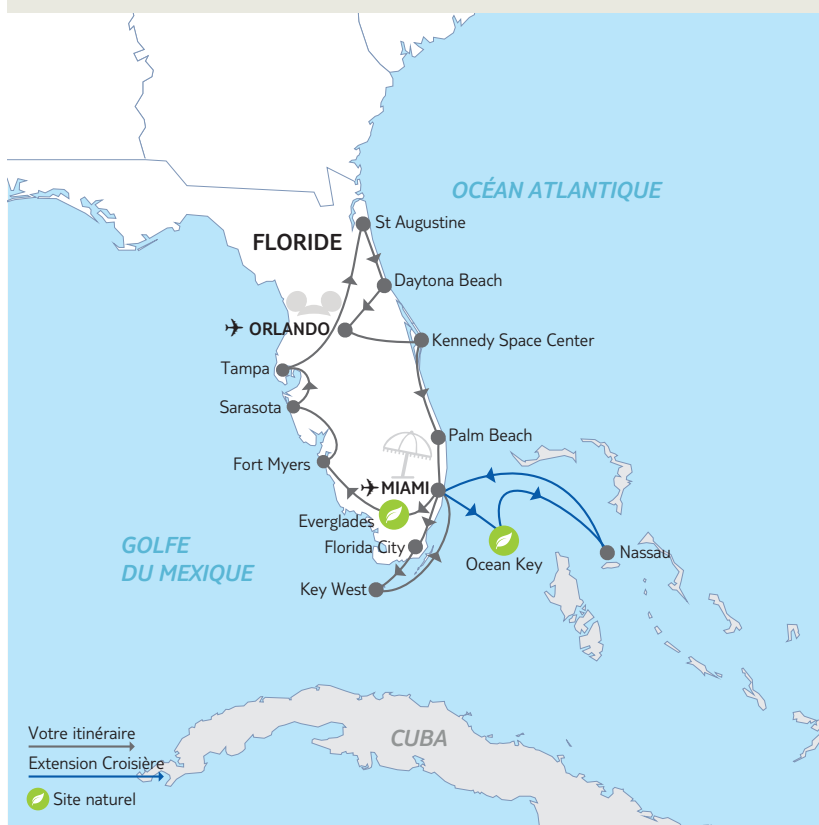 OCÉAN ATLANTIQUE
St Augustine
FLORIDE
Daytona Beach
ORLANDO
Kennedy Space Center
Tampa
Sarasota
Palm Beach
Fort Myers
MIAMI
Everglades
Florida City
Ocean Key
Nassau
GOLFE
DU MEXIQUE
Key West
CUBA
Votre itinéraire
Extension Croisière
Site naturel